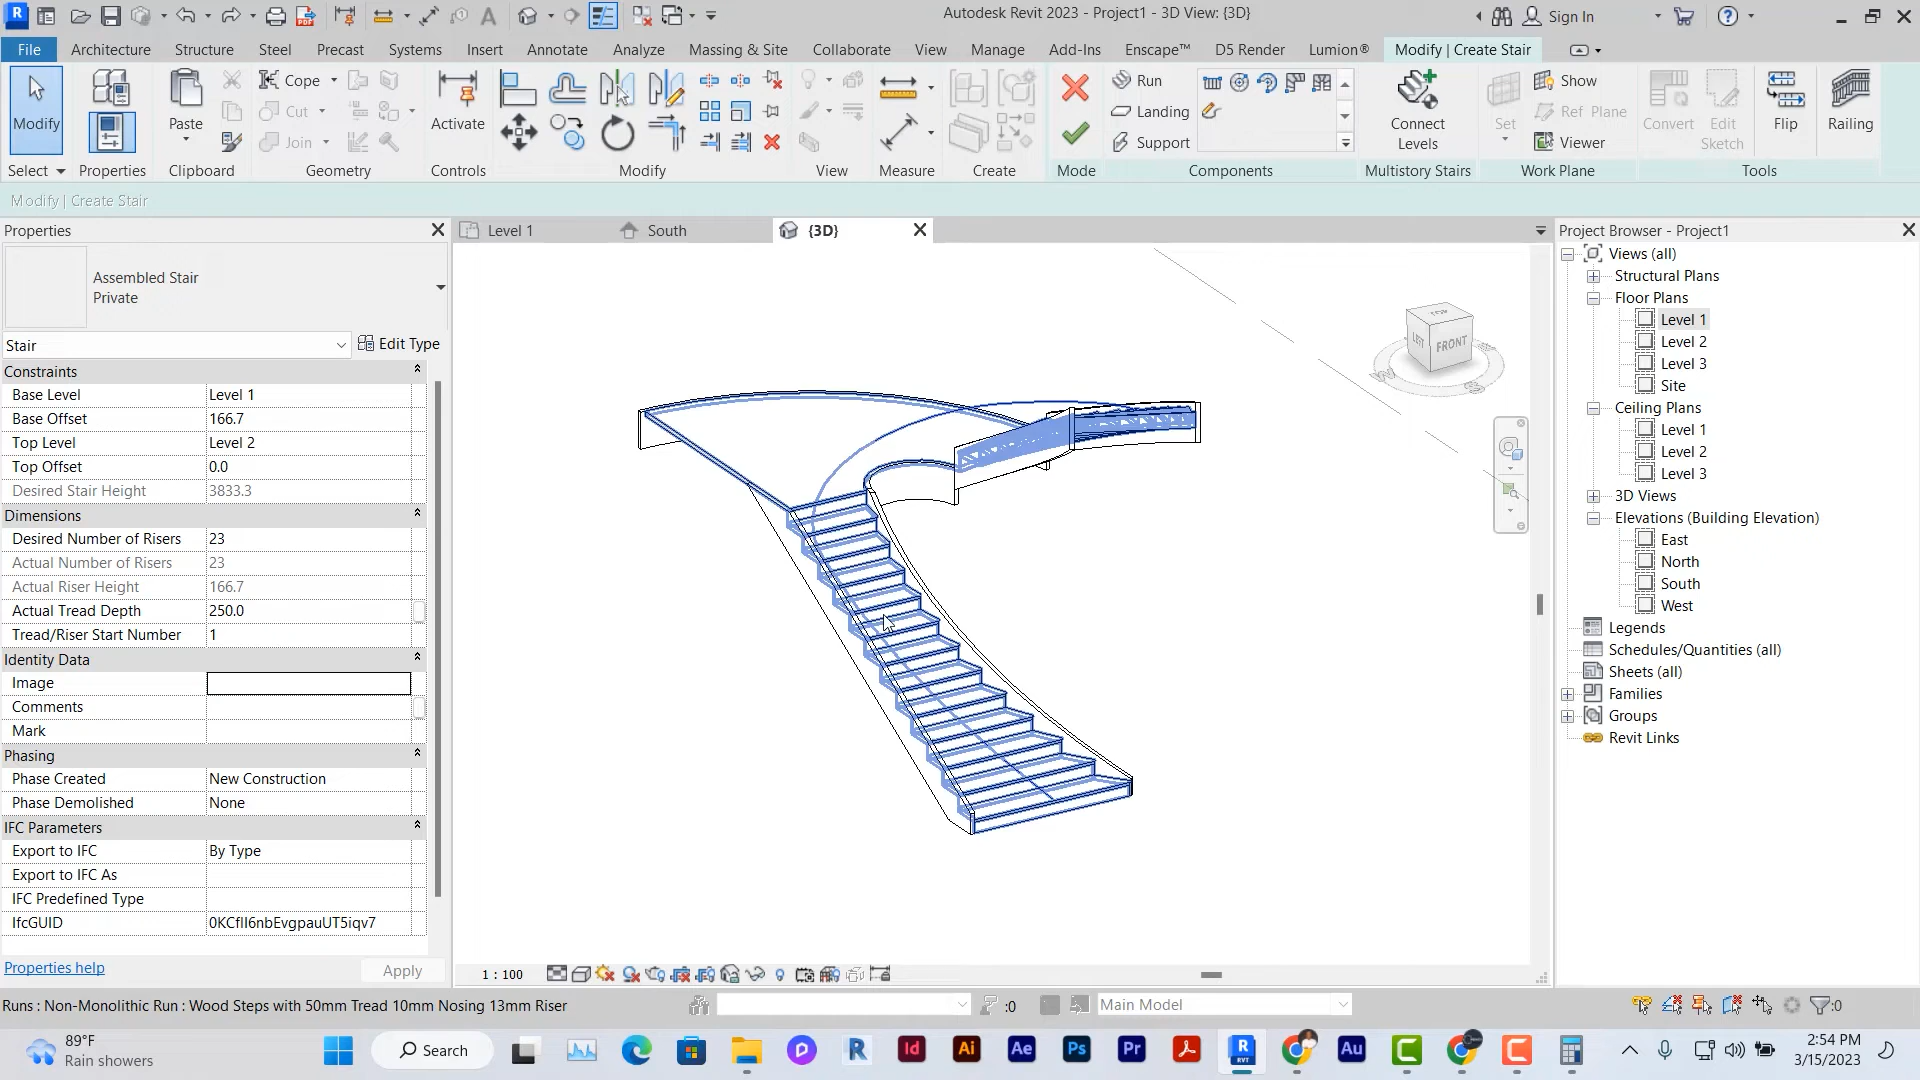 Autodesk Revit 2023 - Project1 - 3D View: {3D}
Sign In
File Architecture Structure Steel Precast Systems Insert Annotate Analyze Massing & Site Collaborate View Manage Add-Ins Enscape™ D5 Render Lumion® Modify | Create Stair
Modify
Paste
Cope
Cut
Join
Activate
Run
Landing
Support
Connect
Levels
Set
Show
Ref Plane
Viewer
Convert
Edit
Sketch
Flip
Railing
Select Properties Clipboard Geometry Controls Modify View Measure Create Mode Components Multistory Stairs Work Plane Tools
Modify | Create Stair
Properties
Assembled Stair
Private
Stair
Edit Type
Constraints
Base Level Level 1
Base Offset 166.7
Top Level Level 2
Top Offset 0.0
Desired Stair Height 3833.3
Dimensions
Desired Number of Risers 23
Actual Number of Risers 23
Actual Riser Height 166.7
Actual Tread Depth 250.0
Tread/Riser Start Number 1
Identity Data
Image
Comments
Mark
Phasing
Phase Created New Construction
Phase Demolished None
IFC Parameters
Export to IFC By Type
Export to IFC As
IFC Predefined Type
Properties help
Apply
Level 1
South
{3D}
TOP
FRONT
1 : 100
Project Browser - Project1
Views (all)
Structural Plans
Floor Plans
Level 1
Level 2
Level 3
Site
Ceiling Plans
Level 1
Level 2
Level 3
3D Views
Elevations (Building Elevation)
East
North
South
West
Legends
Schedules/Quantities (all)
Sheets (all)
Families
Groups
Revit Links
Runs : Non-Monolithic Run : Wood Steps with 50mm Tread 10mm Nosing 13mm Riser
:0
Main Model
:0
89°F
Rain showers
Search
2:54 PM
3/15/2023